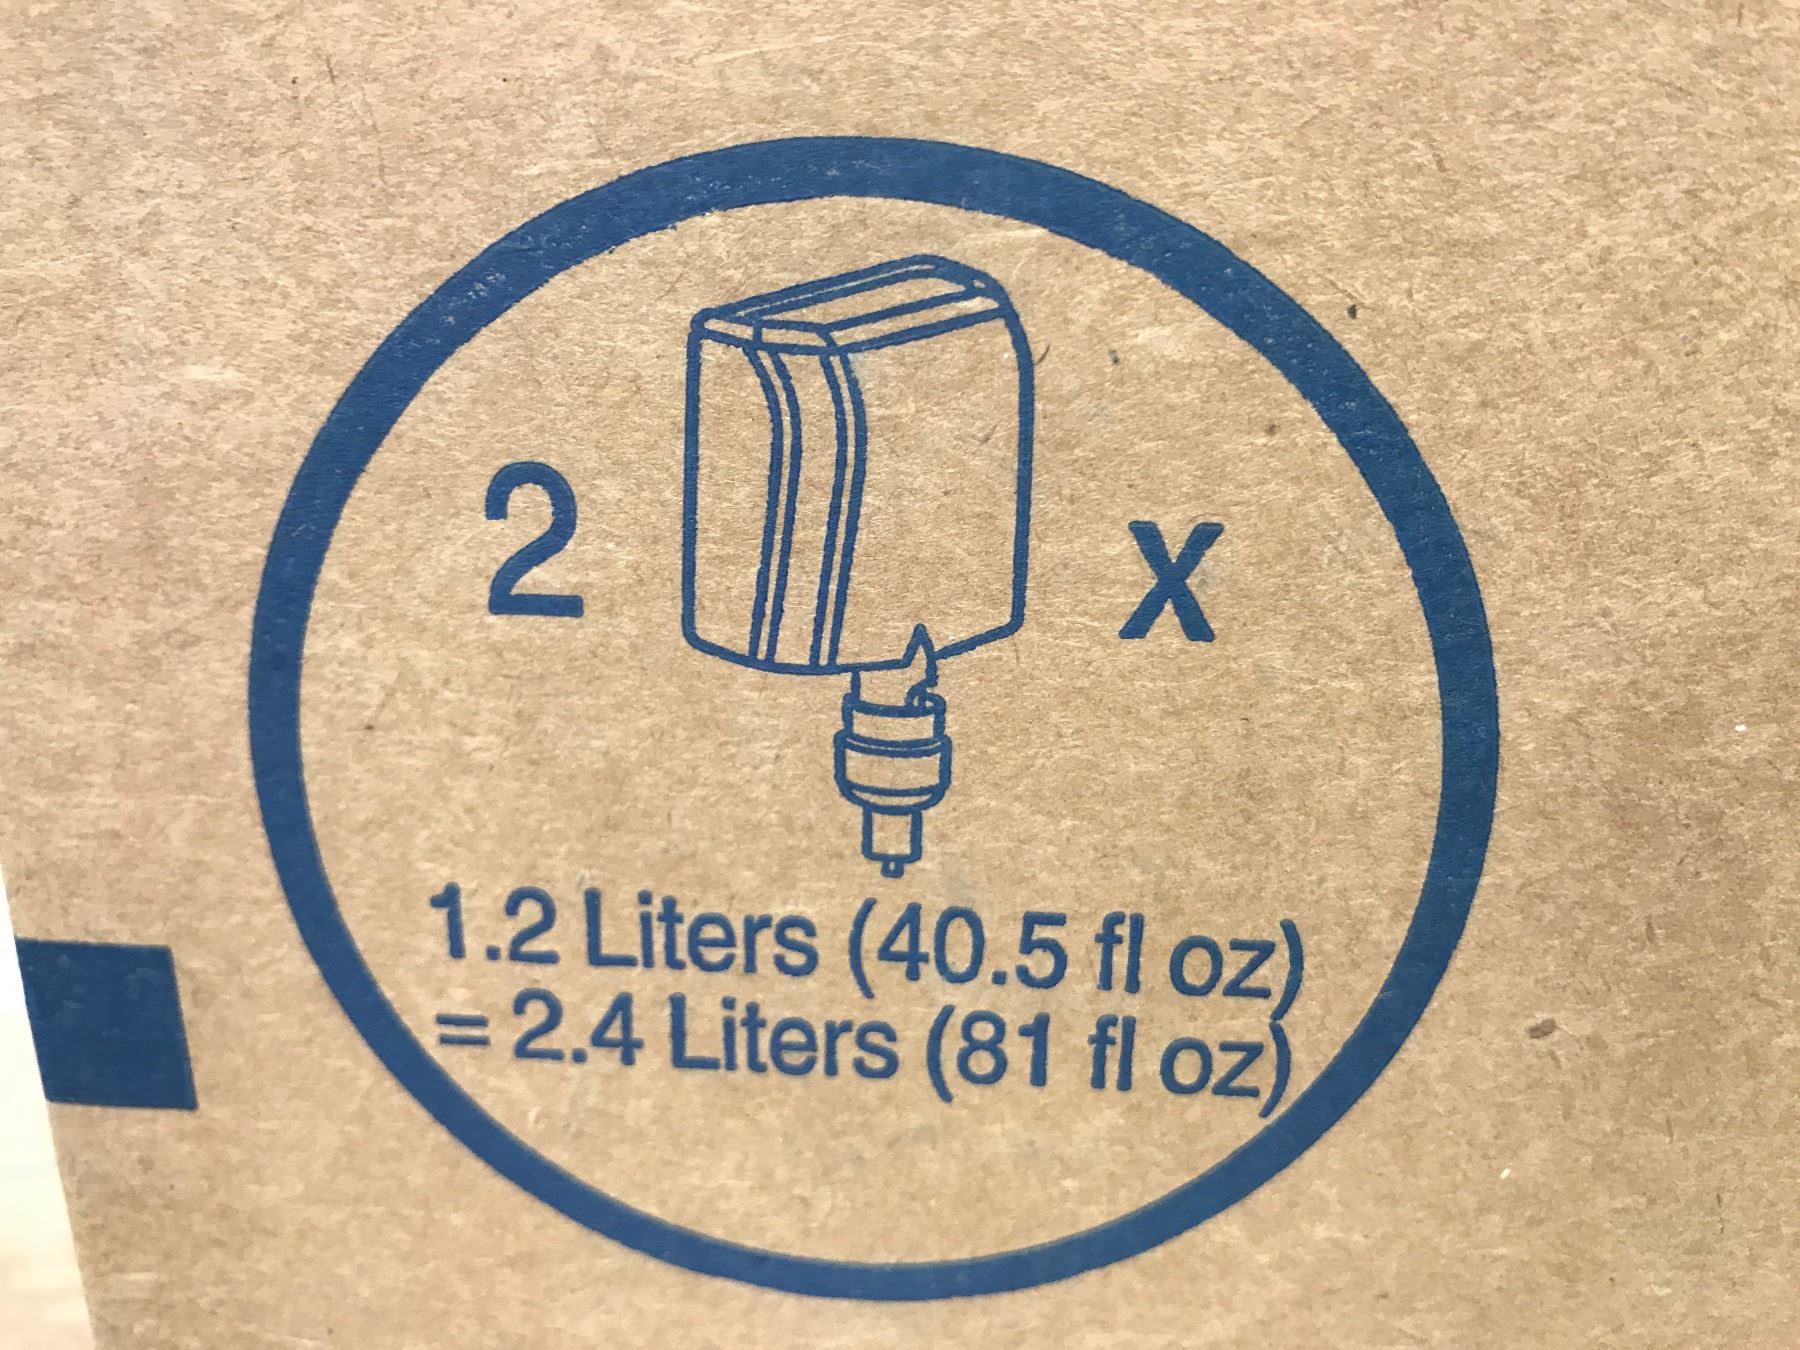 2 x
1.2 Liters (40.5 fl oz)
= 2.4 Liters (81 fl oz)